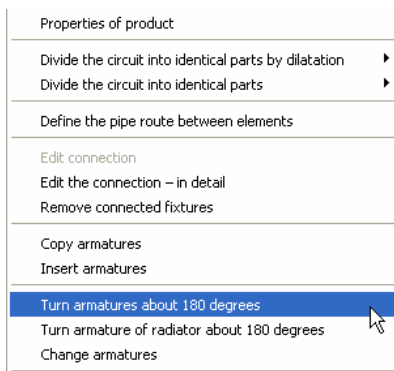 Properties of product
Divide the circuit into identical parts by dilatation
Divide the circuit into identical parts
Define the pipe route between elements
Edit connection
Edit the connection – in detail
Remove connected fixtures
Copy armatures
Insert armatures
Turn armatures about 180 degrees
Turn armature of radiator about 180 degrees
Change armatures